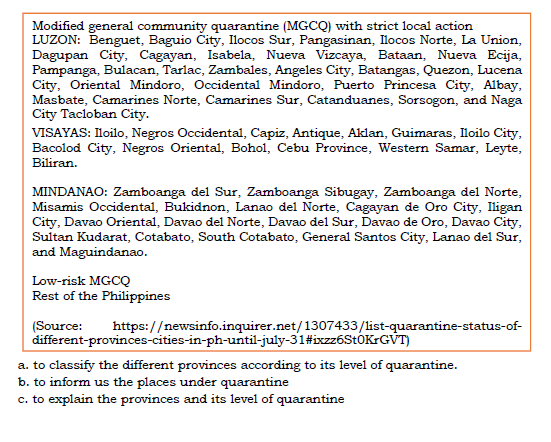 Modified general community quarantine (MGCQ) with strict local action
LUZON: Benguet, Baguio City, Ilocos Sur, Pangasinan, Ilocos Norte, La Union,
Dagupan City, Cagayan, Isabela, Nueva Vizcaya, Bataan, Nueva Ecija,
Pampanga, Bulacan, Tarlac, Zambales, Angeles City, Batangas, Quezon, Lucena
City, Oriental Mindoro, Occidental Mindoro, Puerto Princesa City, Albay,
Masbate, Camarines Norte, Camarines Sur, Catanduanes, Sorsogon, and Naga
City Tacloban City.
VISAYAS: Iloilo, Negros Occidental, Capiz, Antique, Aklan, Guimaras, Iloilo City,
Bacolod City, Negros Oriental, Bohol, Cebu Province, Western Samar, Leyte,
Biliran.
MINDANAO: Zamboanga del Sur, Zamboanga Sibugay, Zamboanga del Norte,
Misamis Occidental, Bukidnon, Lanao del Norte, Cagayan de Oro City, Iligan
City, Davao Oriental, Davao del Norte, Davao del Sur, Davao de Oro, Davao City,
Sultan Kudarat, Cotabato, South Cotabato, General Santos City, Lanao del Sur,
and Maguindanao.
Low-risk MGCQ
Rest of the Philippines
(Source: https://newsinfo.inquirer.net/1307433/list-quarantine-status-of-
different-provinces-cities-in-ph-until-july-31#ixzz6St0KrGVT)
a. to classify the different provinces according to its level of quarantine.
b. to inform us the places under quarantine
c. to explain the provinces and its level of quarantine